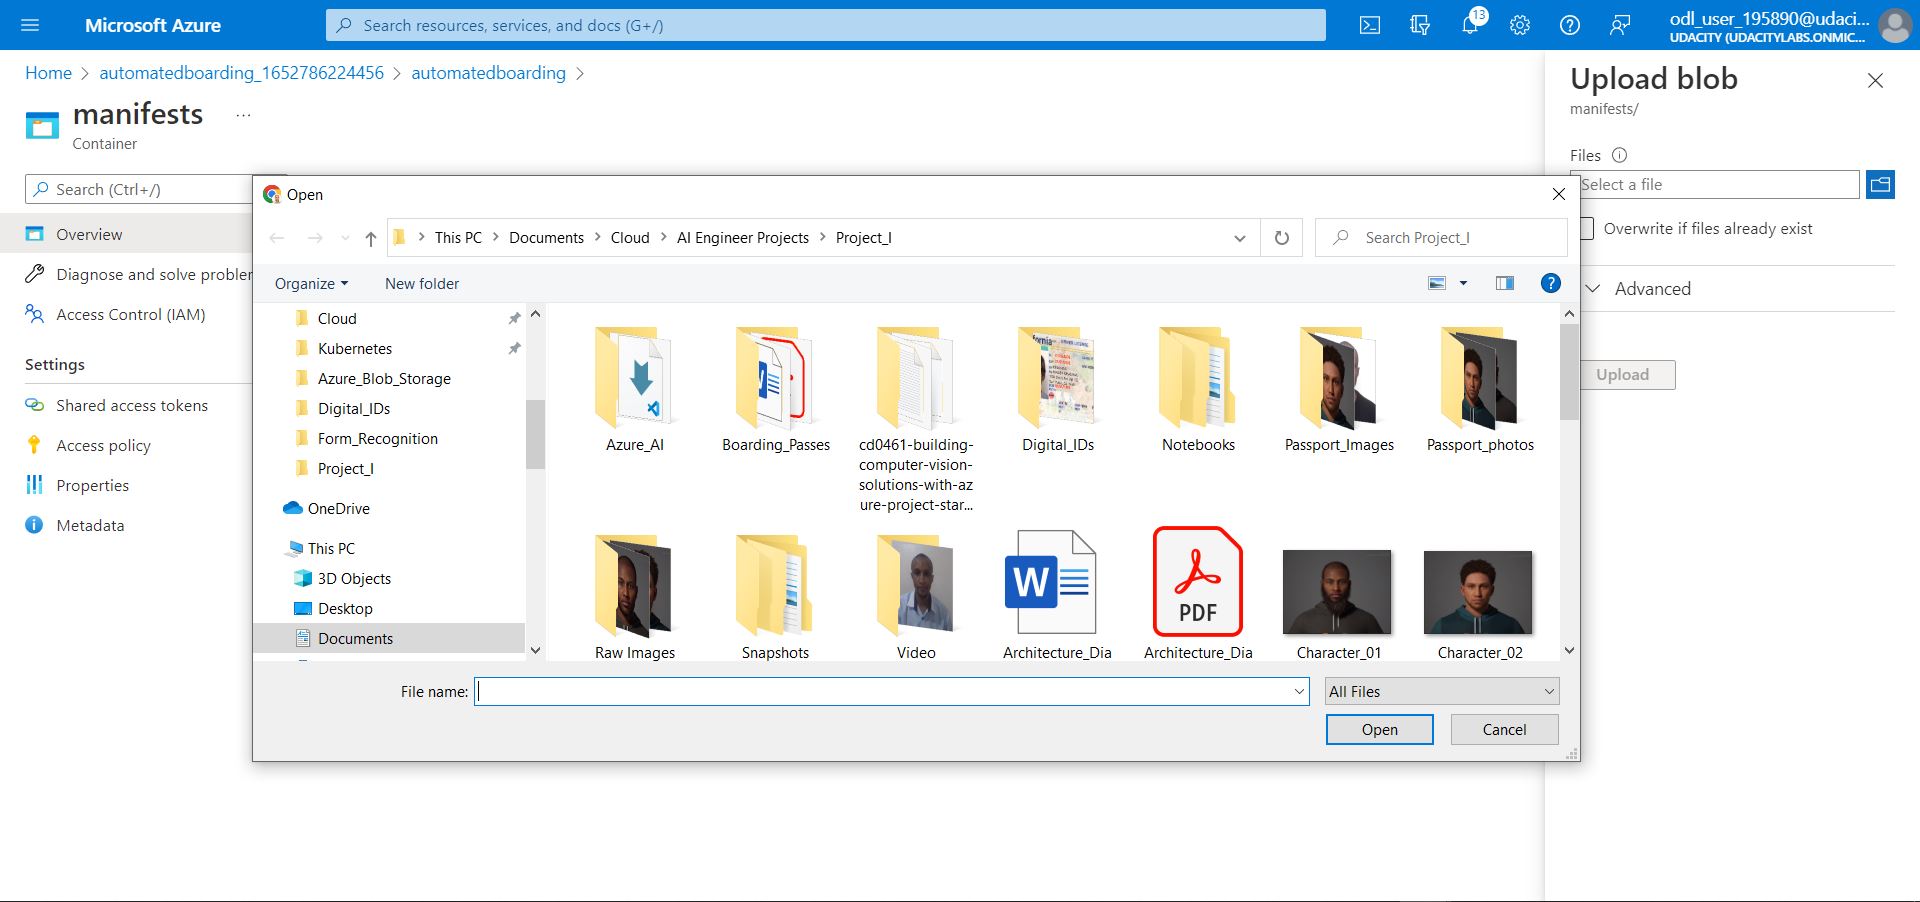 Microsoft Azure
Search resources, services, and docs (G+/)
13
odl_user_195890@udaci...
UDACITY (UDACITYLABS.ONMIC...
Home > automatedboarding_1652786224456 > automatedboarding >
manifests ...
Container
Search (Ctrl+/)
Overview
Diagnose and solve probler
Access Control (IAM)
Settings
Shared access tokens
Access policy
Properties
Metadata
Upload blob
manifests/
Files
Select a file
Overwrite if files already exist
Advanced
Upload
Open
This PC > Documents > Cloud > AI Engineer Projects > Project_I
Search Project_I
Organize
New folder
Cloud
Kubernetes
Azure_Blob_Storage
Digital_IDs
Form_Recognition
Project_I
OneDrive
This PC
3D Objects
Desktop
Documents
Azure_AI
Boarding_Passes
cd0461-building-
computer-vision-
solutions-with-az
ure-project-star...
Digital_IDs
Notebooks
Passport_Images
Passport_photos
Raw Images
Snapshots
Video
Architecture_Dia
PDF
Architecture_Dia
Character_01
Character_02
File name:
All Files
Open
Cancel